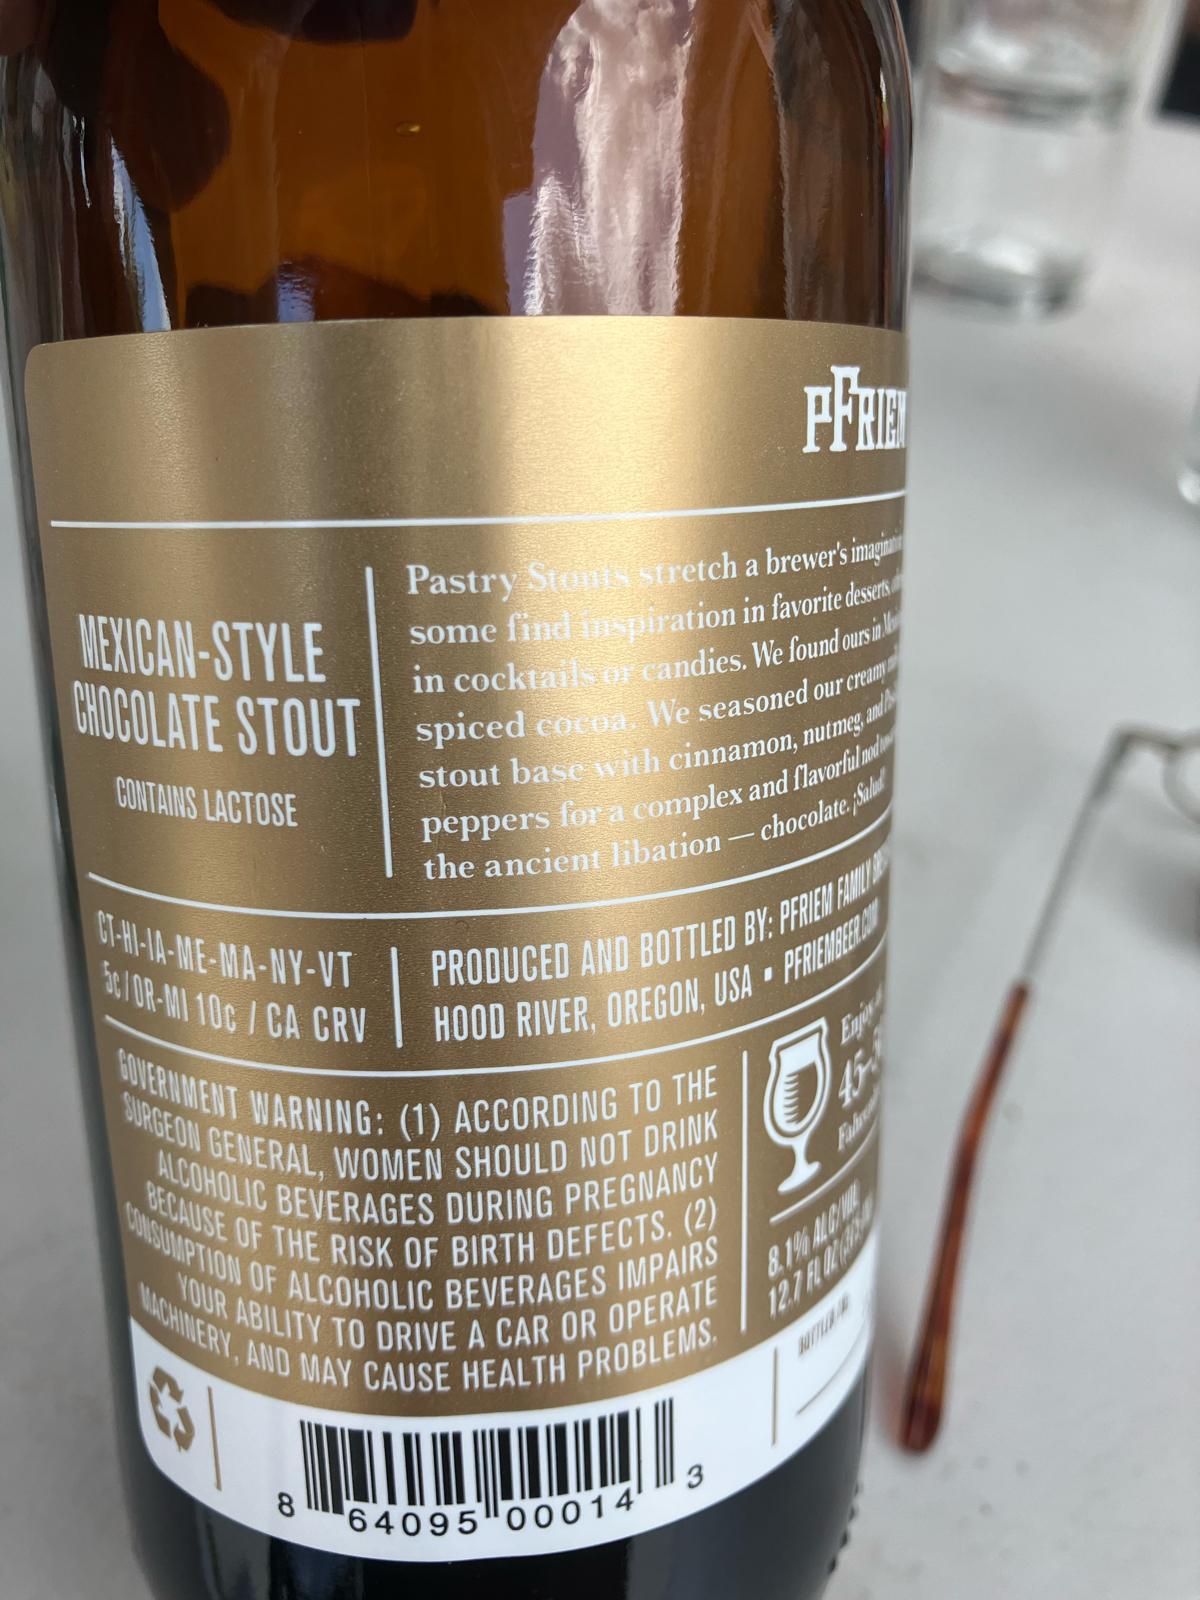 PFRIEM
MEXICAN-STYLE
CHOCOLATE STOUT
CONTAINS LACTOSE
Pastry Stouts stretch a brewer's
some find inspiration in favorite desserts,
in cocktails or candies. We found ours in
spiced cocoa. We seasoned our creamy
stout base with cinnamon, nutmeg, and
peppers for a complex and flavorful nod
the ancient libation — chocolate. ¡Salud!
CT-HI-IA-ME-MA-NY-VT
5¢/OR-MI 10¢ / CA CRV
PRODUCED AND BOTTLED BY: PFRIEM FAMILY
HOOD RIVER, OREGON, USA ▪ PFRIEMBEER.COM
GOVERNMENT WARNING: (1) ACCORDING TO THE
SURGEON GENERAL, WOMEN SHOULD NOT DRINK
ALCOHOLIC BEVERAGES DURING PREGNANCY
BECAUSE OF THE RISK OF BIRTH DEFECTS. (2)
CONSUMPTION OF ALCOHOLIC BEVERAGES IMPAIRS
YOUR ABILITY TO DRIVE A CAR OR OPERATE
MACHINERY, AND MAY CAUSE HEALTH PROBLEMS.
Enjoy
8.1% ALC/VOL
12.7 FL OZ
BOTTLED ON:
8 64095 00014 3